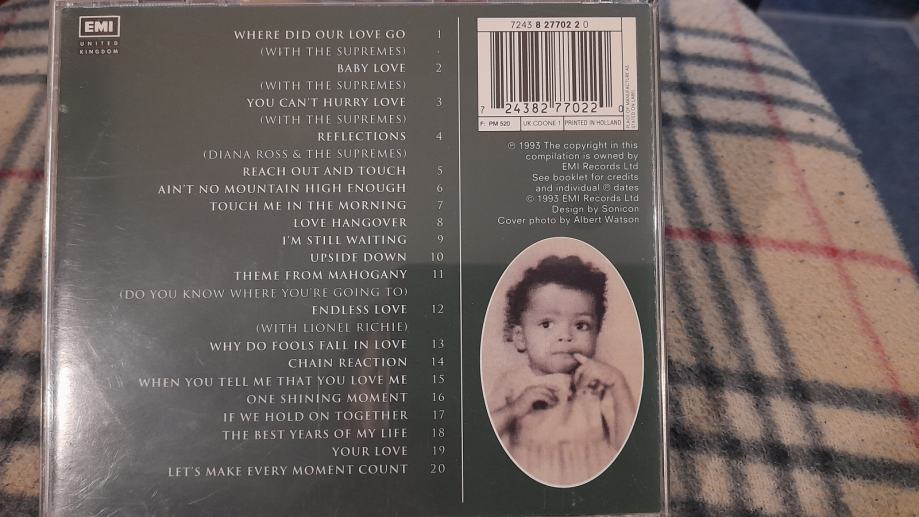 EMI
UNITED
KINGDOM
WHERE DID OUR LOVE GO 1
(WITH THE SUPREMES)
BABY LOVE 2
(WITH THE SUPREMES)
YOU CAN'T HURRY LOVE 3
(WITH THE SUPREMES)
REFLECTIONS 4
(DIANA ROSS & THE SUPREMES)
REACH OUT AND TOUCH 5
AIN'T NO MOUNTAIN HIGH ENOUGH 6
TOUCH ME IN THE MORNING 7
LOVE HANGOVER 8
I'M STILL WAITING 9
UPSIDE DOWN 10
THEME FROM MAHOGANY 11
(DO YOU KNOW WHERE YOU'RE GOING TO)
ENDLESS LOVE 12
(WITH LIONEL RICHIE)
WHY DO FOOLS FALL IN LOVE 13
CHAIN REACTION 14
WHEN YOU TELL ME THAT YOU LOVE ME 15
ONE SHINING MOMENT 16
IF WE HOLD ON TOGETHER 17
THE BEST YEARS OF MY LIFE 18
YOUR LOVE 19
LET'S MAKE EVERY MOMENT COUNT 20
7243 8 27702 2 0
7 24382 77022 0
PLACE OF MANUFACTURE AS
STATED ON LABEL
F: PM 520 UK:CDONE 1 PRINTED IN HOLLAND
℗ 1993 The copyright in this
compilation is owned by
EMI Records Ltd
See booklet for credits
and individual ℗ dates
© 1993 EMI Records Ltd
Design by Sonicon
Cover photo by Albert Watson